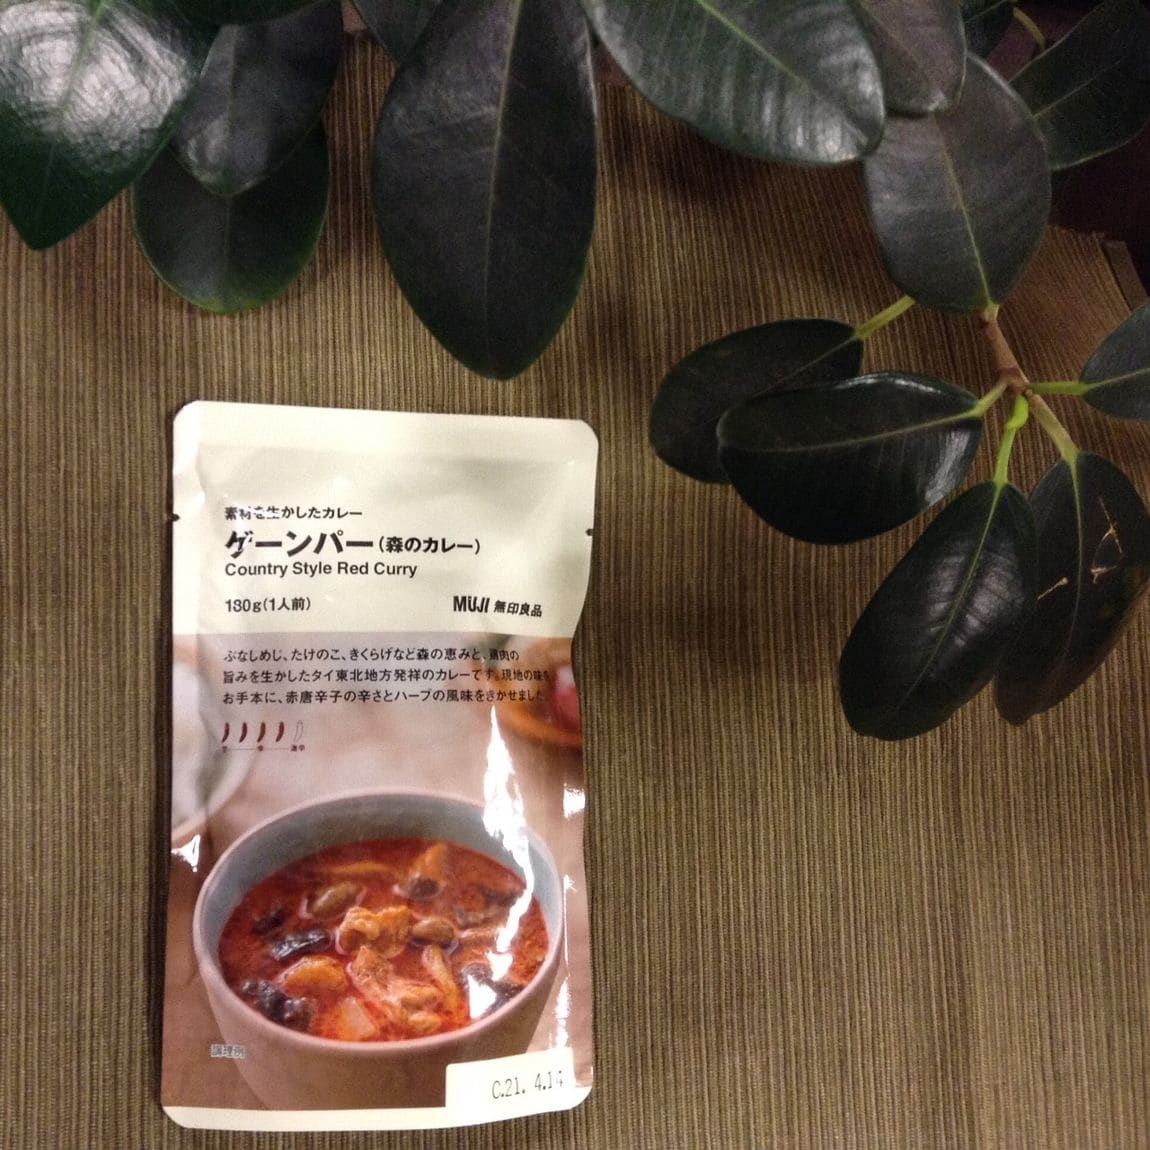 素材を生かしたカレー
ゲーンパー(森のカレー)
Country Style Red Curry
180g(1人前)
MUJI 無印良品
ぶなしめじ、たけのこ、きくらげなど森の恵みと、鶏肉の
旨みを生かしたタイ東北地方発祥のカレーです。現地の味を
お手本に、赤唐辛子の辛さとハーブの風味をきかせました。
辛 激辛
調理例
C.21. 4.14